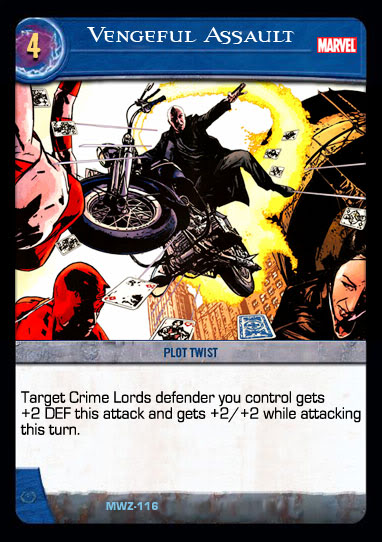 4
Vengeful Assault
MARVEL
PLOT TWIST
Target Crime Lords defender you control gets
+2 DEF this attack and gets +2/+2 while attacking
this turn.
MWZ-116